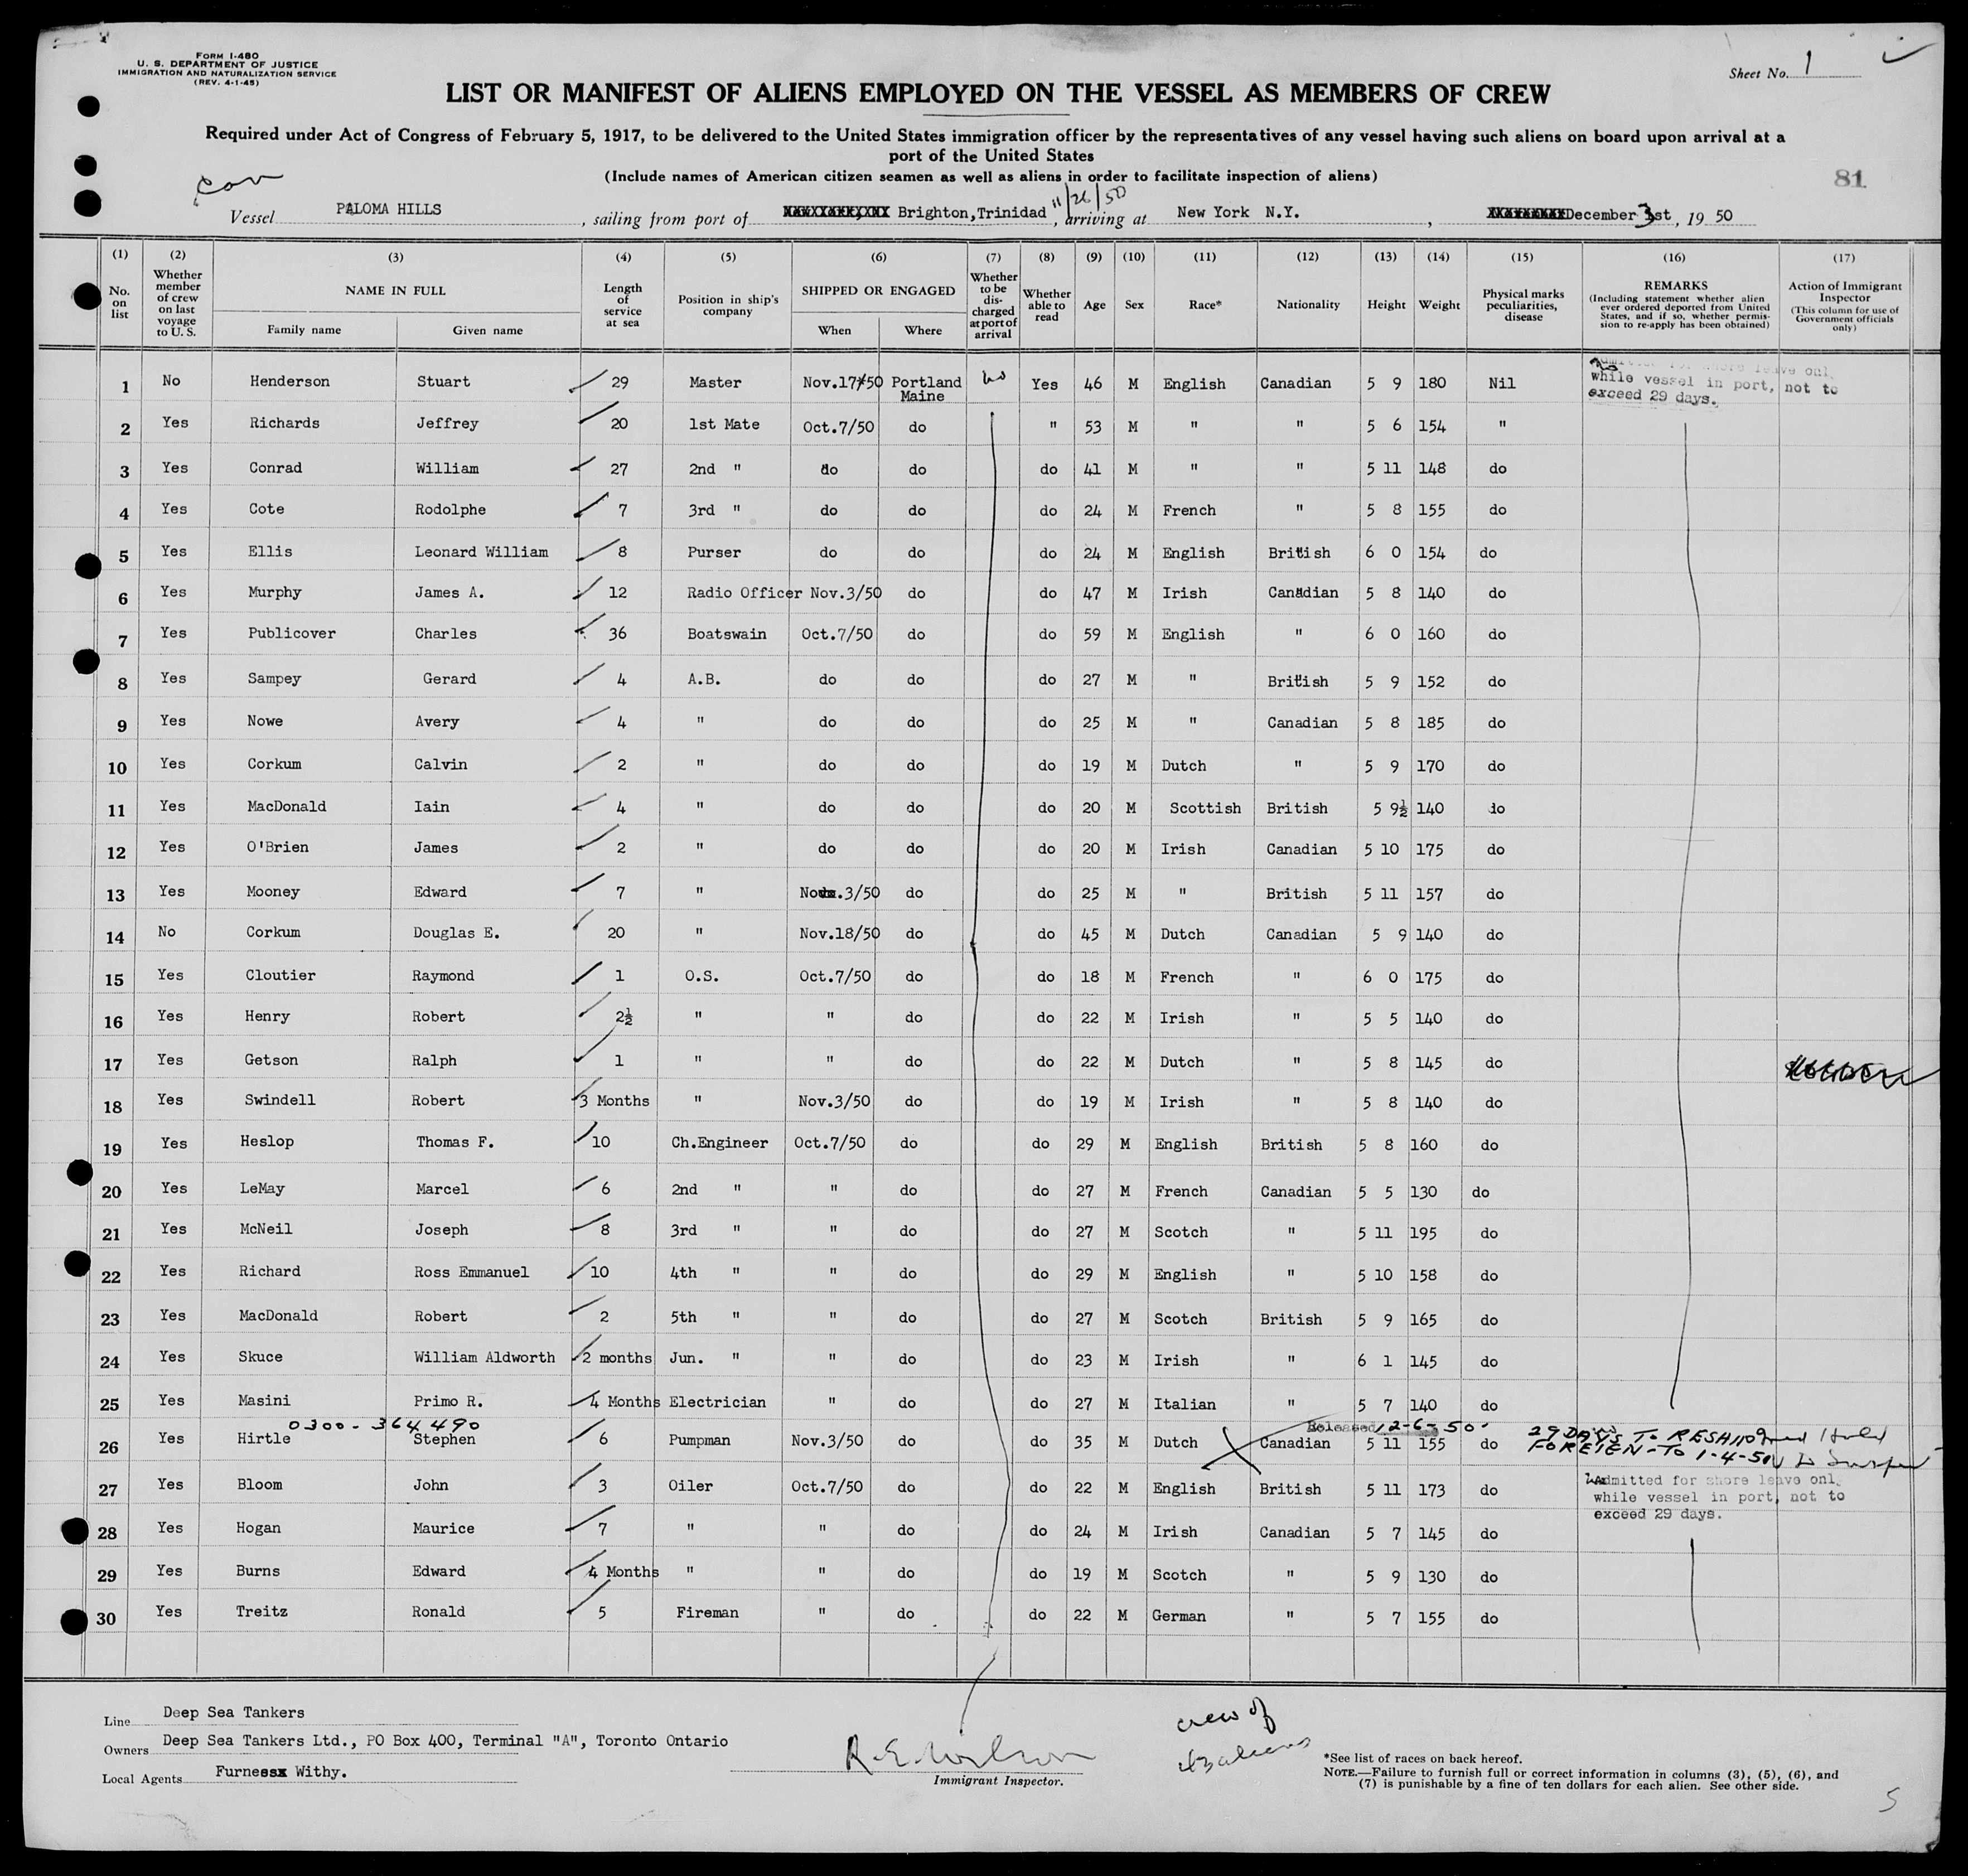 FORM I-480
U. S. DEPARTMENT OF JUSTICE
IMMIGRATION AND NATURALIZATION SERVICE
(REV. 4-1-45)
Sheet No. 1
LIST OR MANIFEST OF ALIENS EMPLOYED ON THE VESSEL AS MEMBERS OF CREW
Required under Act of Congress of February 5, 1917, to be delivered to the United States immigration officer by the representatives of any vessel having such aliens on board upon arrival at a
port of the United States
(Include names of American citizen seamen as well as aliens in order to facilitate inspection of aliens)
81
11/26/50
Vessel PALOMA HILLS , sailing from port of Brighton,Trinidad , arriving at New York N.Y. , December 3st , 19 50
(1) (2) (3) (4) (5) (6) (7) (8) (9) (10) (11) (12) (13) (14) (15) (16) (17)
No. on list Whether member of crew on last voyage to U. S. NAME IN FULL Family name Given name Length of service at sea Position in ship's company SHIPPED OR ENGAGED When Where Whether to be discharged at port of arrival Whether able to read Age Sex Race* Nationality Height Weight Physical marks peculiarities, disease REMARKS (Including statement whether alien ever ordered deported from United States, and if so, whether permission to re-apply has been obtained) Action of Immigrant Inspector (This column for use of Government officials only)
1 No Henderson Stuart 29 Master Nov.17/50 Portland Maine no Yes 46 M English Canadian 5 9 180 Nil Admitted for shore leave only while vessel in port, not to exceed 29 days.
2 Yes Richards Jeffrey 20 1st Mate Oct.7/50 do " 53 M " " 5 6 154 "
3 Yes Conrad William 27 2nd " do do do 41 M " " 5 11 148 do
4 Yes Cote Rodolphe 7 3rd " do do do 24 M French " 5 8 155 do
5 Yes Ellis Leonard William 8 Purser do do do 24 M English British 6 0 154 do
6 Yes Murphy James A. 12 Radio Officer Nov.3/50 do do 47 M Irish Canadian 5 8 140 do
7 Yes Publicover Charles 36 Boatswain Oct.7/50 do do 59 M English " 6 0 160 do
8 Yes Sampey Gerard 4 A.B. do do do 27 M " British 5 9 152 do
9 Yes Nowe Avery 4 " do do do 25 M " Canadian 5 8 185 do
10 Yes Corkum Calvin 2 " do do do 19 M Dutch " 5 9 170 do
11 Yes MacDonald Iain 4 " do do do 20 M Scottish British 5 9½ 140 do
12 Yes O'Brien James 2 " do do do 20 M Irish Canadian 5 10 175 do
13 Yes Mooney Edward 7 " Nov.3/50 do do 25 M " British 5 11 157 do
14 No Corkum Douglas E. 20 " Nov.18/50 do do 45 M Dutch Canadian 5 9 140 do
15 Yes Cloutier Raymond 1 O.S. Oct.7/50 do do 18 M French " 6 0 175 do
16 Yes Henry Robert 2½ " " do do 22 M Irish " 5 5 140 do
17 Yes Getson Ralph 1 " " do do 22 M Dutch " 5 8 145 do
18 Yes Swindell Robert 3 Months " Nov.3/50 do do 19 M Irish " 5 8 140 do
19 Yes Heslop Thomas F. 10 Ch.Engineer Oct.7/50 do do 29 M English British 5 8 160 do
20 Yes LeMay Marcel 6 2nd " " do do 27 M French Canadian 5 5 130 do
21 Yes McNeil Joseph 8 3rd " " do do 27 M Scotch " 5 11 195 do
22 Yes Richard Ross Emmanuel 10 4th " " do do 29 M English " 5 10 158 do
23 Yes MacDonald Robert 2 5th " " do do 27 M Scotch British 5 9 165 do
24 Yes Skuce William Aldworth 2 months Jun. " " do do 23 M Irish " 6 1 145 do
25 Yes Masini Primo R. 4 Months Electrician " do do 27 M Italian " 5 7 140 do
0300-364490 Released 12-6-50
26 Yes Hirtle Stephen 6 Pumpman Nov.3/50 do do 35 M Dutch Canadian 5 11 155 do 29 DAYS TO RESHIP FOREIGN-TO 1-4-51
27 Yes Bloom John 3 Oiler Oct.7/50 do do 22 M English British 5 11 173 do Admitted for shore leave only while vessel in port, not to exceed 29 days.
28 Yes Hogan Maurice 7 " " do do 24 M Irish Canadian 5 7 145 do
29 Yes Burns Edward 4 Months " " do do 19 M Scotch " 5 9 130 do
30 Yes Treitz Ronald 5 Fireman " do do 22 M German " 5 7 155 do
Line Deep Sea Tankers
Owners Deep Sea Tankers Ltd., PO Box 400, Terminal "A", Toronto Ontario
Local Agents Furness Withy.
R.E. Wilson
Immigrant Inspector.
crew of
43 aliens
*See list of races on back hereof.
NOTE.—Failure to furnish full or correct information in columns (3), (5), (6), and
(7) is punishable by a fine of ten dollars for each alien. See other side.
5